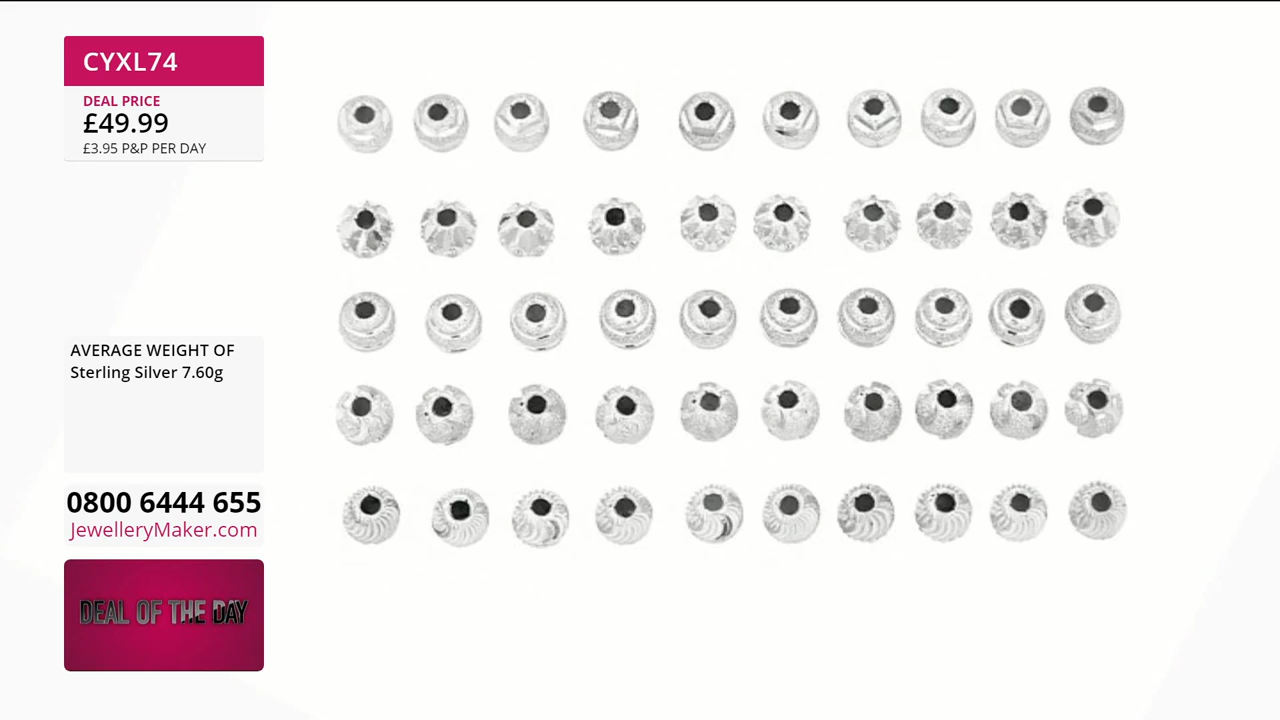 CYXL74
DEAL PRICE
£49.99
£3.95 P&P PER DAY
AVERAGE WEIGHT OF
Sterling Silver 7.60g
0800 6444 655
JewelleryMaker.com
DEAL OF THE DAY